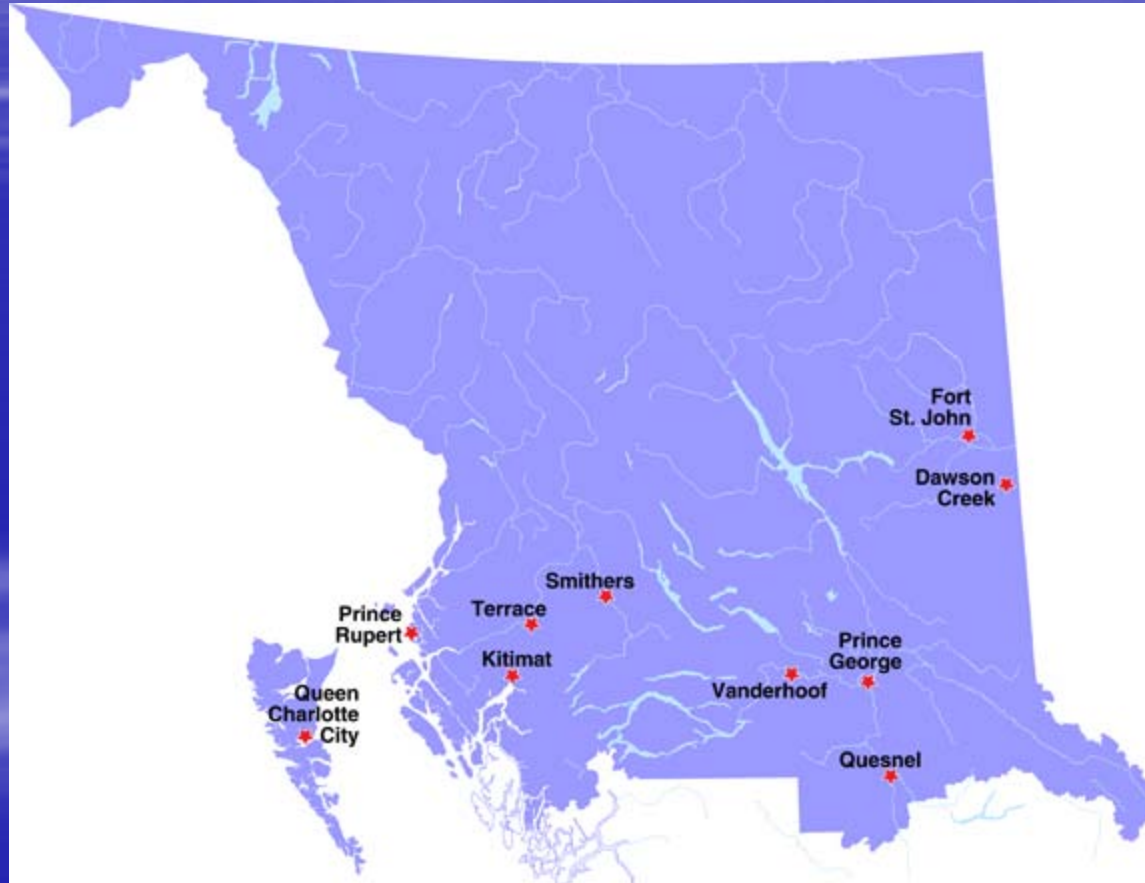 Fort
St. John
Dawson
Creek
Smithers
Terrace
Prince
Rupert
Kitimat
Prince
George
Vanderhoof
Queen
Charlotte
City
Quesnel